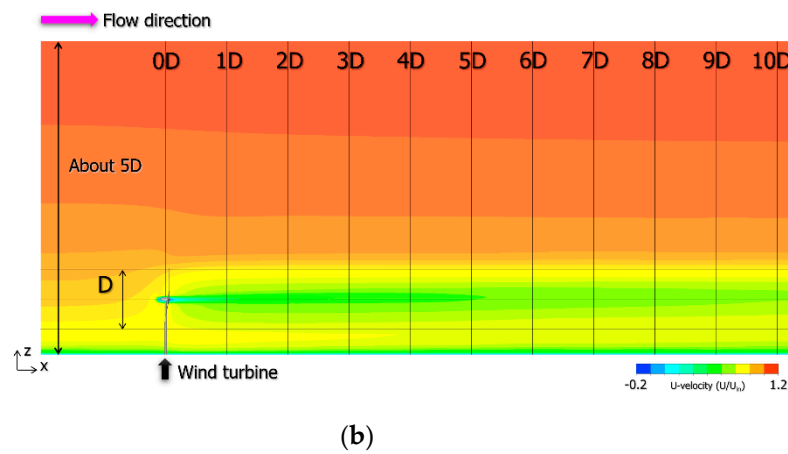 Flow direction
0D 1D 2D 3D 4D 5D 6D 7D 8D 9D 10D
About 5D
D
z
x
Wind turbine
U-velocity (U/Uin)
-0.2 1.2
(b)